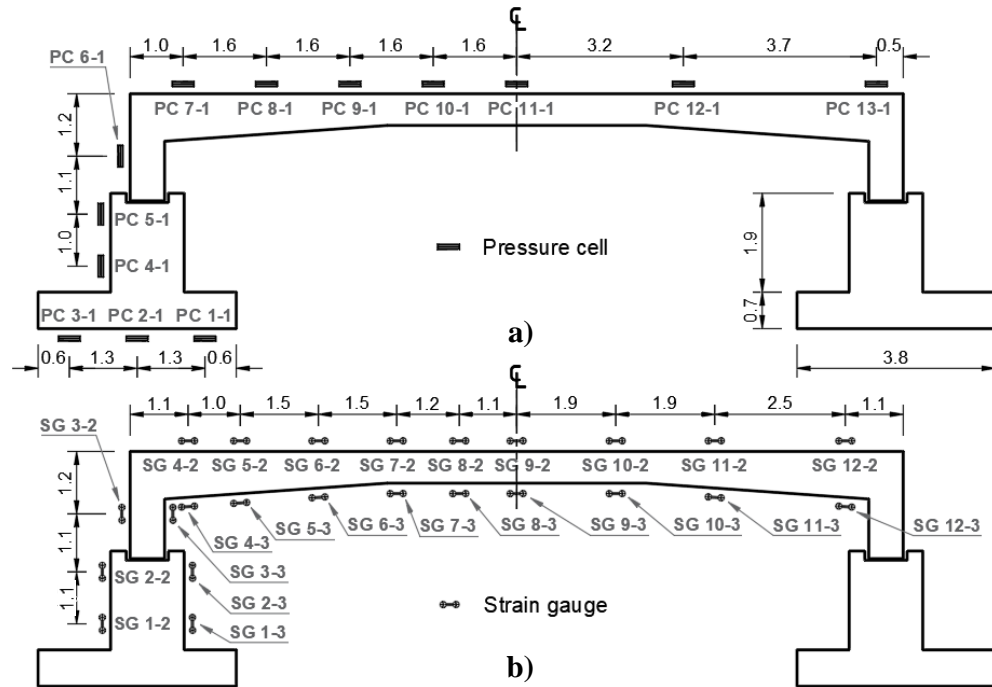 ℄
1.0 1.6 1.6 1.6 1.6 3.2 3.7 0.5
PC 6-1
PC 7-1 PC 8-1 PC 9-1 PC 10-1 PC 11-1 PC 12-1 PC 13-1
1.2
1.1
1.0
PC 5-1
PC 4-1
Pressure cell
1.9
0.7
PC 3-1 PC 2-1 PC 1-1
a)
0.6 1.3 1.3 0.6
3.8
℄
1.1 1.0 1.5 1.5 1.2 1.1 1.9 1.9 2.5 1.1
SG 3-2
SG 4-2 SG 5-2 SG 6-2 SG 7-2 SG 8-2 SG 9-2 SG 10-2 SG 11-2 SG 12-2
1.2
1.1
1.1
SG 4-3 SG 5-3 SG 6-3 SG 7-3 SG 8-3 SG 9-3 SG 10-3 SG 11-3 SG 12-3
SG 3-3
SG 2-2
SG 2-3
SG 1-2
SG 1-3
Strain gauge
b)